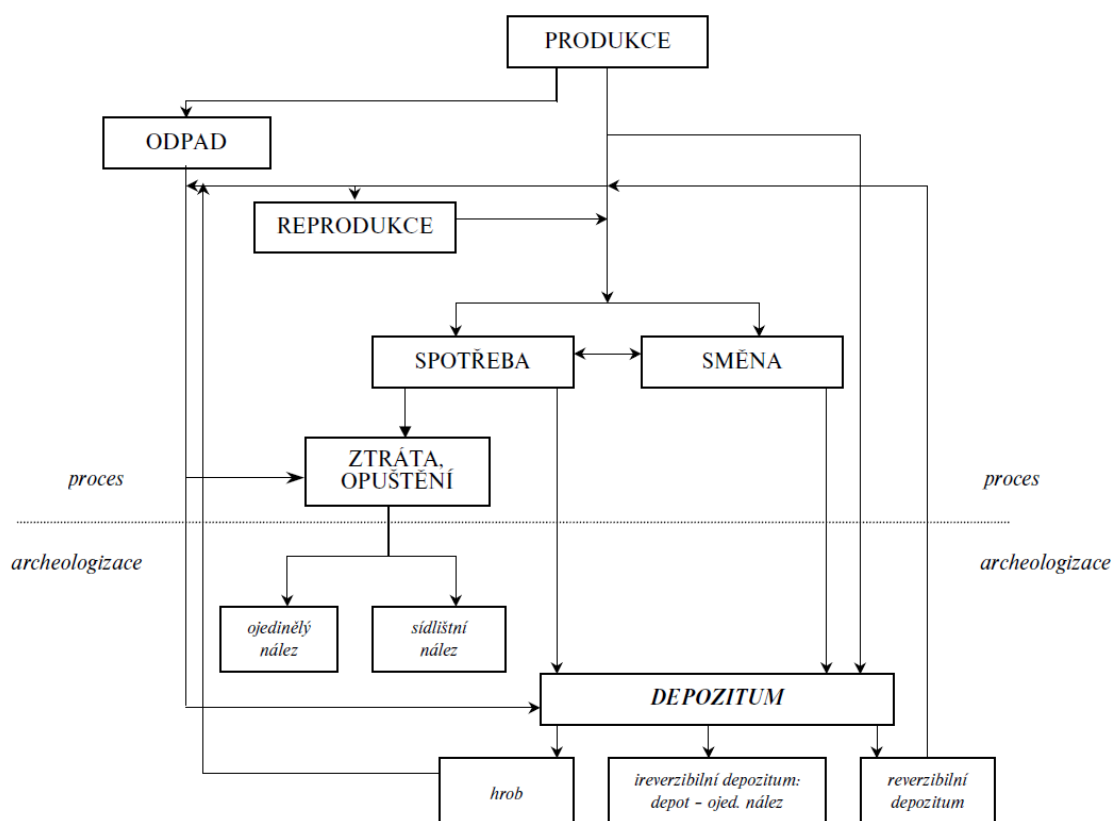 PRODUKCE
ODPAD
REPRODUKCE
SPOTŘEBA
SMĚNA
ZTRÁTA,
OPUŠTĚNÍ
proces
proces
archeologizace
archeologizace
ojedinělý
nález
sídlištní
nález
DEPOZITUM
hrob
ireverzibilní depozitum:
depot – ojed. nález
reverzibilní
depozitum